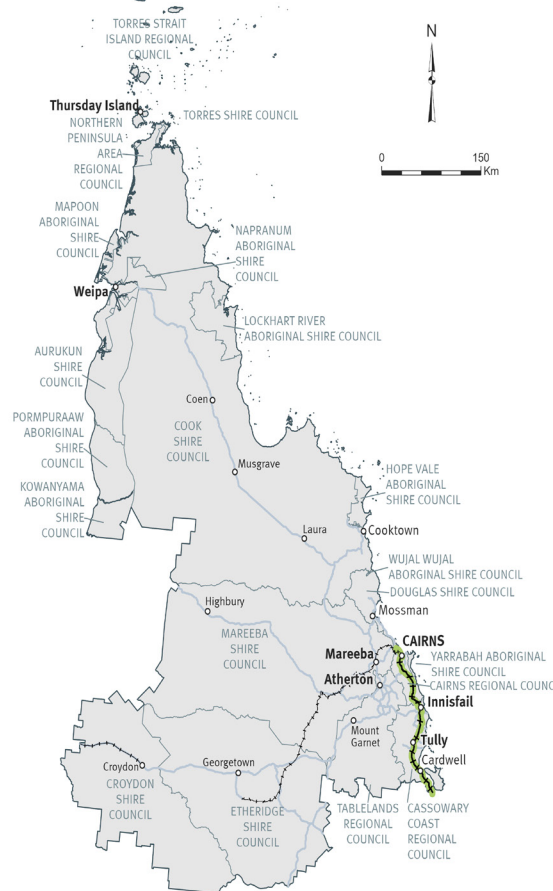 TORRES STRAIT
ISLAND REGIONAL
COUNCIL
N
Thursday Island
TORRES SHIRE COUNCIL
NORTHERN
PENINSULA
AREA
REGIONAL
COUNCIL
0 150
Km
MAPOON
ABORIGINAL
SHIRE
COUNCIL
NAPRANUM
ABORIGINAL
SHIRE
COUNCIL
Weipa
LOCKHART RIVER
ABORIGINAL SHIRE COUNCIL
AURUKUN
SHIRE
COUNCIL
Coen
PORMPURAAW
ABORIGINAL
SHIRE
COUNCIL
COOK
SHIRE
COUNCIL
Musgrave
KOWANYAMA
ABORIGINAL
SHIRE
COUNCIL
HOPE VALE
ABORIGINAL
SHIRE COUNCIL
Laura
Cooktown
WUJAL WUJAL
ABORGINAL SHIRE COUNCIL
DOUGLAS SHIRE COUNCIL
Highbury
Mossman
MAREEBA
SHIRE
COUNCIL
CAIRNS
Mareeba
YARRABAH ABORIGINAL
SHIRE COUNCIL
Atherton
CAIRNS REGIONAL COUNC
Innisfail
Mount
Garnet
Tully
Cardwell
Croydon
Georgetown
CROYDON
SHIRE
COUNCIL
ETHERIDGE
SHIRE
COUNCIL
TABLELANDS
REGIONAL
COUNCIL
CASSOWARY
COAST
REGIONAL
COUNCIL